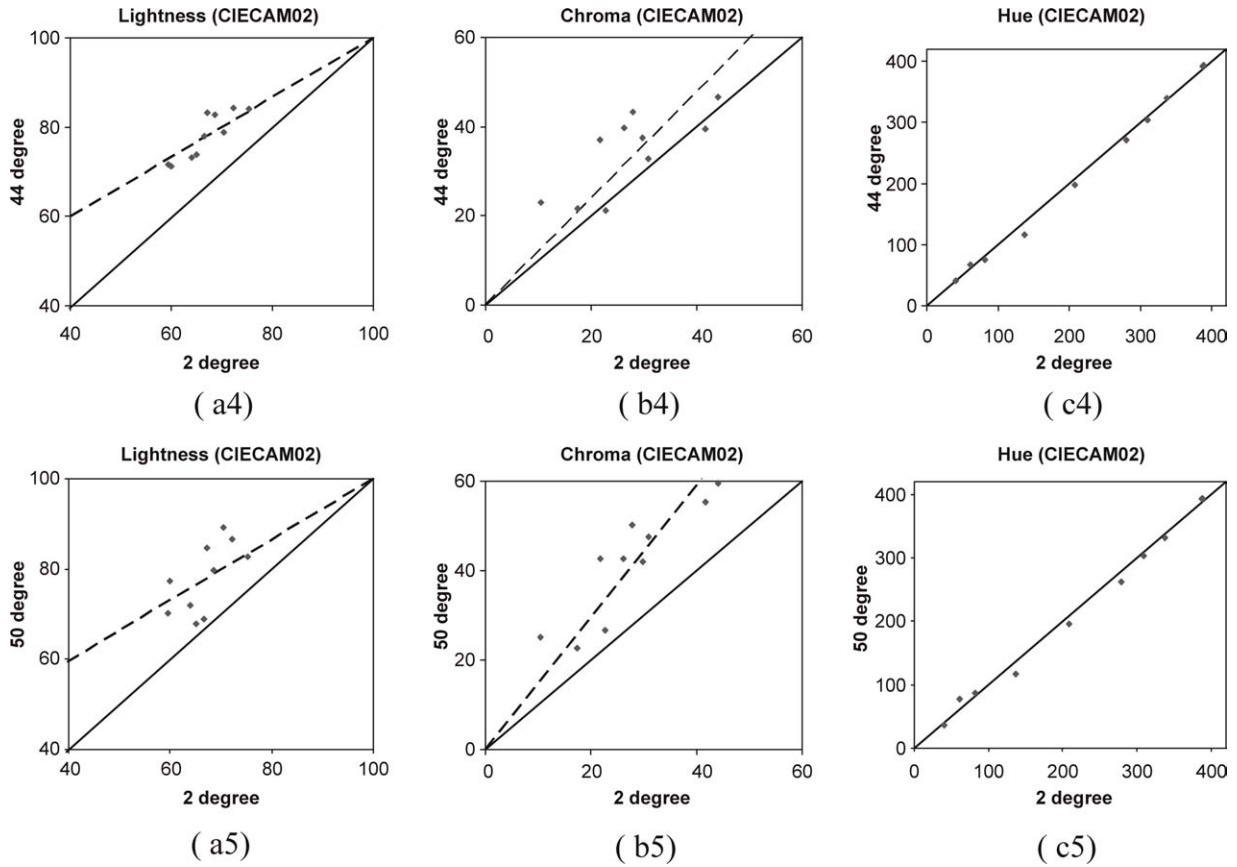 Lightness (CIECAM02)
100
80
60
40
40 60 80 100
44 degree
2 degree
( a4)
Chroma (CIECAM02)
60
40
20
0
0 20 40 60
44 degree
2 degree
( b4)
Hue (CIECAM02)
400
300
200
100
0
0 100 200 300 400
44 degree
2 degree
( c4)
Lightness (CIECAM02)
100
80
60
40
40 60 80 100
50 degree
2 degree
( a5)
Chroma (CIECAM02)
60
40
20
0
0 20 40 60
50 degree
2 degree
( b5)
Hue (CIECAM02)
400
300
200
100
0
0 100 200 300 400
50 degree
2 degree
( c5)